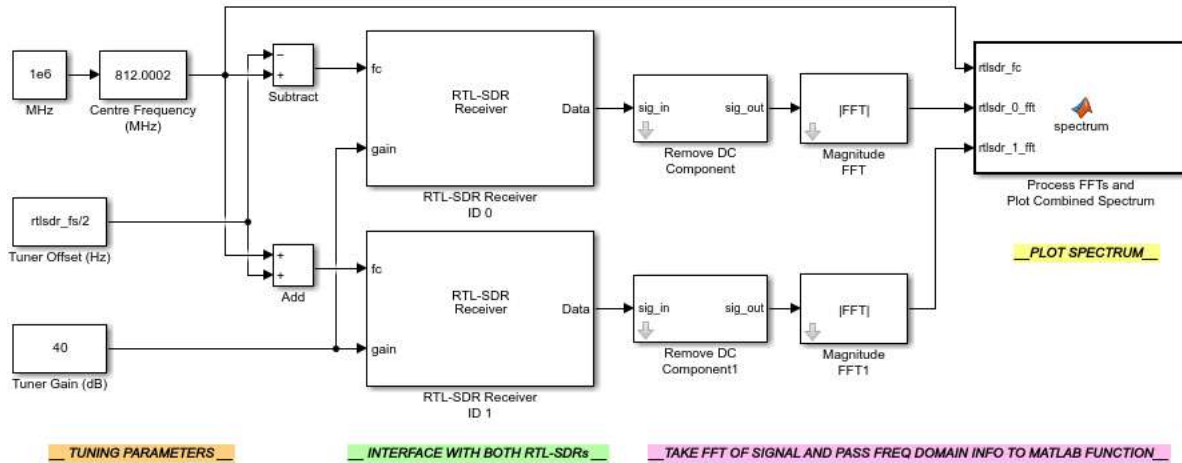 1e6
MHz
812.0002
Centre Frequency
(MHz)
−
+
Subtract
fc
gain
RTL-SDR
Receiver
Data
RTL-SDR Receiver
ID 0
sig_in
sig_out
Remove DC
Component
|FFT|
Magnitude
FFT
rtlsdr_fc
rtlsdr_0_fft
rtlsdr_1_fft
spectrum
Process FFTs and
Plot Combined Spectrum
__PLOT SPECTRUM__
rtlsdr_fs/2
Tuner Offset (Hz)
+
+
Add
40
Tuner Gain (dB)
fc
gain
RTL-SDR
Receiver
Data
RTL-SDR Receiver
ID 1
sig_in
sig_out
Remove DC
Component1
|FFT|
Magnitude
FFT1
__ TUNING PARAMETERS __
__ INTERFACE WITH BOTH RTL-SDRs __
__TAKE FFT OF SIGNAL AND PASS FREQ DOMAIN INFO TO MATLAB FUNCTION__